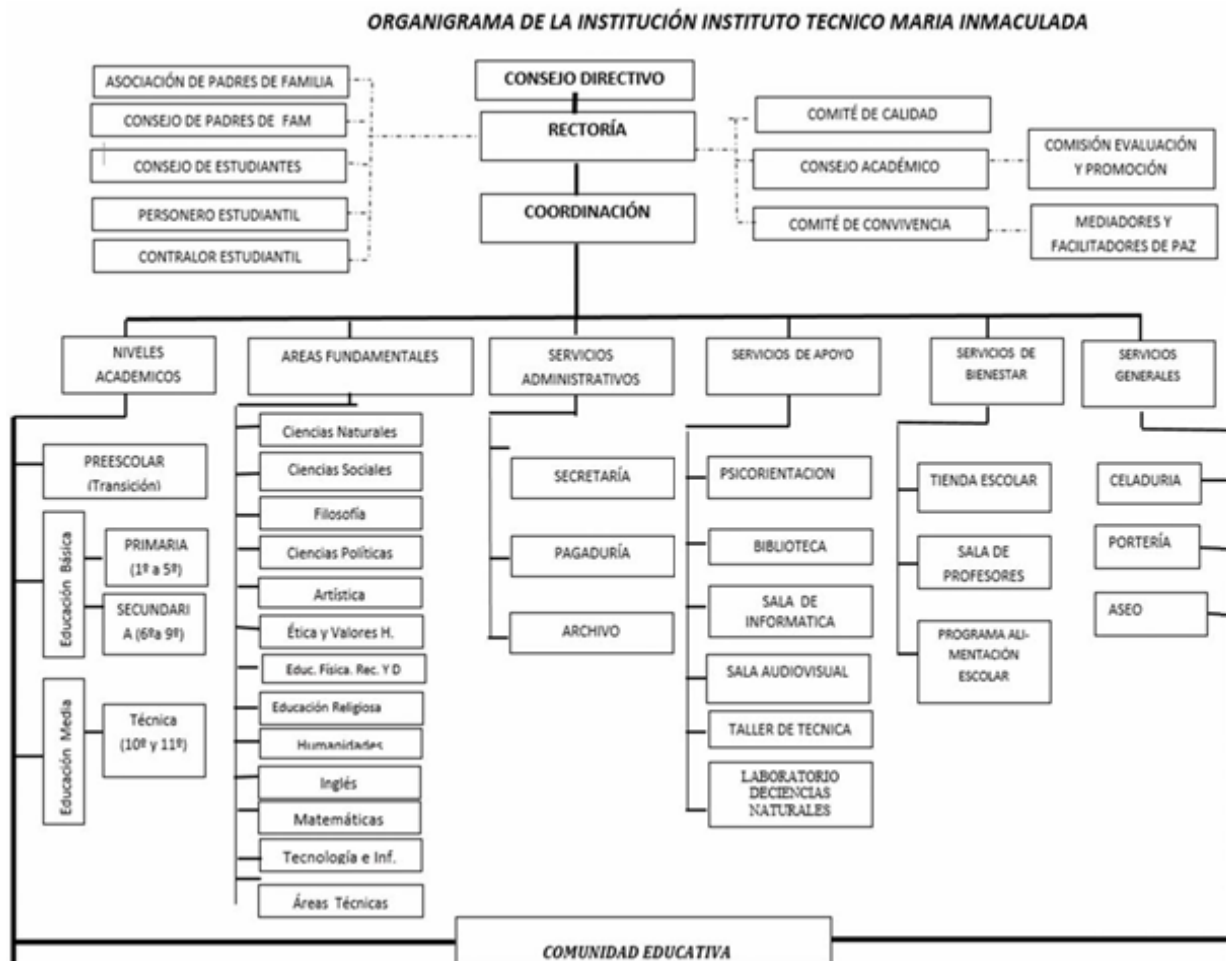 ORGANIGRAMA DE LA INSTITUCIÓN INSTITUTO TECNICO MARIA INMACULADA
ASOCIACIÓN DE PADRES DE FAMILIA
CONSEJO DE PADRES DE FAM
CONSEJO DE ESTUDIANTES
PERSONERO ESTUDIANTIL
CONTRALOR ESTUDIANTIL
CONSEJO DIRECTIVO
RECTORÍA
COORDINACIÓN
COMITÉ DE CALIDAD
CONSEJO ACADÉMICO
COMITÉ DE CONVIVENCIA
COMISIÓN EVALUACIÓN
Y PROMOCIÓN
MEDIADORES Y
FACILITADORES DE PAZ
NIVELES
ACADEMICOS
PREESCOLAR
(Transición)
Educación Básica
PRIMARIA
(1º a 5º)
SECUNDARI
A (6ºa 9º)
Educación Media
Técnica
(10º y 11º)
AREAS FUNDAMENTALES
Ciencias Naturales
Ciencias Sociales
Filosofía
Ciencias Políticas
Artística
Ética y Valores H.
Educ. Física. Rec. Y D
Educación Religiosa
Humanidades
Inglés
Matemáticas
Tecnología e Inf.
Áreas Técnicas
SERVICIOS
ADMINISTRATIVOS
SECRETARÍA
PAGADURÍA
ARCHIVO
SERVICIOS DE APOYO
PSICORIENTACION
BIBLIOTECA
SALA DE
INFORMATICA
SALA AUDIOVISUAL
TALLER DE TECNICA
LABORATORIO
DECIENCIAS
NATURALES
SERVICIOS DE
BIENESTAR
TIENDA ESCOLAR
SALA DE
PROFESORES
PROGRAMA ALI-
MENTACIÓN
ESCOLAR
SERVICIOS
GENERALES
CELADURIA
PORTERÍA
ASEO
COMUNIDAD EDUCATIVA